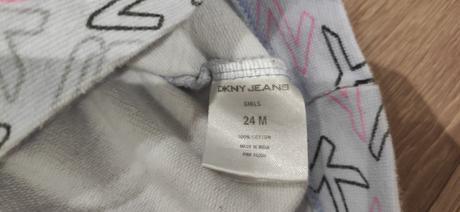 DKNY JEANS
GIRLS
24 M
100% COTTON
MADE IN INDIA